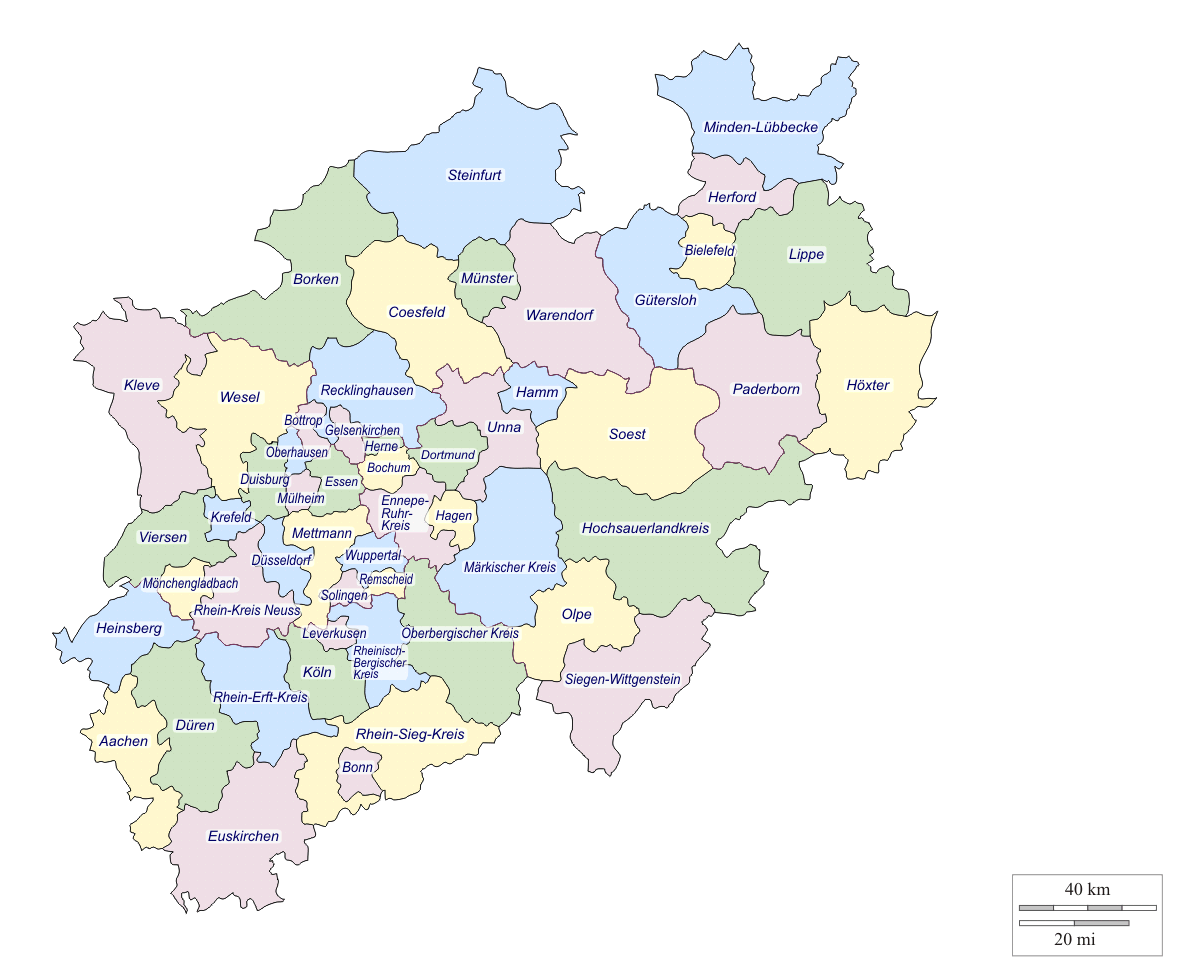 Minden-Lübbecke
Steinfurt
Herford
Bielefeld
Lippe
Borken
Münster
Gütersloh
Coesfeld
Warendorf
Kleve
Wesel
Recklinghausen
Hamm
Paderborn
Höxter
Bottrop
Gelsenkirchen
Unna
Soest
Herne
Oberhausen
Dortmund
Bochum
Duisburg
Essen
Mülheim
Ennepe-
Ruhr-
Kreis
Hagen
Krefeld
Hochsauerlandkreis
Viersen
Mettmann
Düsseldorf
Wuppertal
Märkischer Kreis
Mönchengladbach
Remscheid
Solingen
Rhein-Kreis Neuss
Olpe
Heinsberg
Leverkusen
Oberbergischer Kreis
Rheinisch-
Bergischer
Kreis
Köln
Siegen-Wittgenstein
Rhein-Erft-Kreis
Düren
Rhein-Sieg-Kreis
Aachen
Bonn
Euskirchen
40 km
20 mi